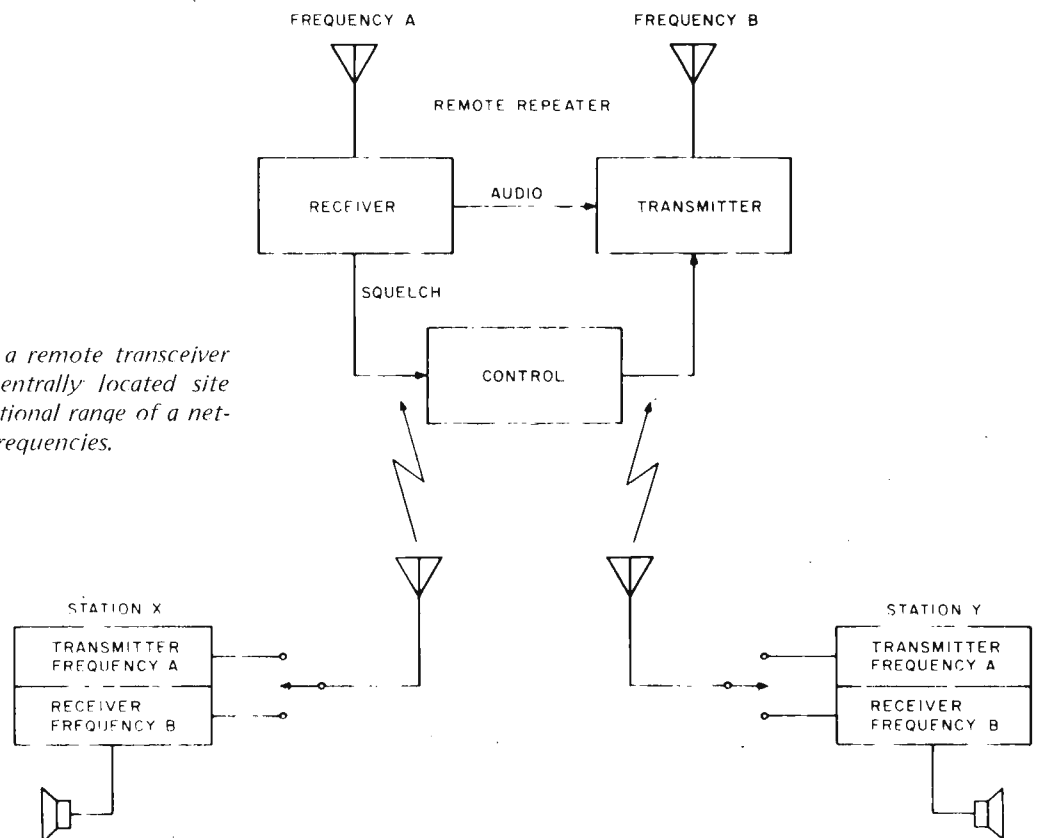 FREQUENCY A
FREQUENCY B
REMOTE REPEATER
RECEIVER
AUDIO
TRANSMITTER
SQUELCH
CONTROL
a remote transceiver
entrally located site
tional range of a net-
requencies.
STATION X
TRANSMITTER
FREQUENCY A
RECEIVER
FREQUENCY B
STATION Y
TRANSMITTER
FREQUENCY A
RECEIVER
FREQUENCY B